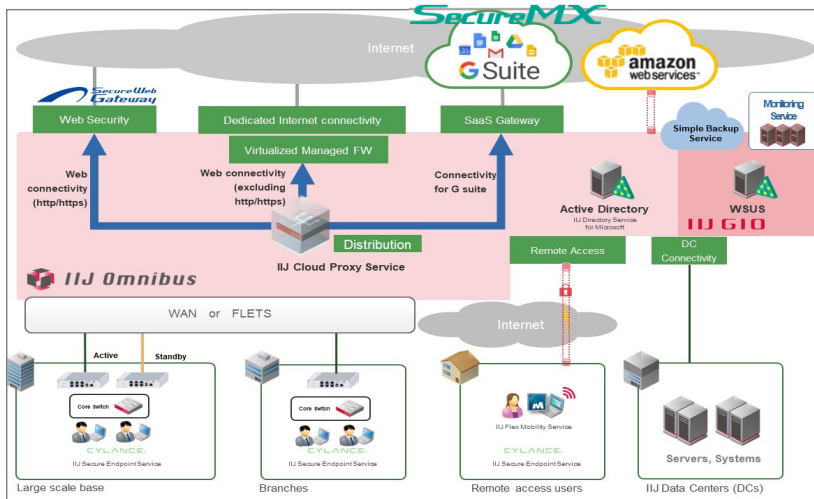 SecureMX
Internet
G Suite
amazon
web services™
SecureWeb
Gateway
Web Security
Dedicated Internet connectivity
SaaS Gateway
Simple Backup
Service
Monitoring
Service
Virtualized Managed FW
Web
connectivity
(http/https)
Web connectivity
(excluding
http/https)
Connectivity
for G suite
Active Directory
IIJ Directory Service
for Microsoft
WSUS
IIJ GIO
Distribution
IIJ Cloud Proxy Service
Remote Access
DC
Connectivity
IIJ Omnibus
WAN or FLETS
Internet
Active
Standby
Core Switch
CYLANCE
IIJ Secure Endpoint Service
Large scale base
Core Switch
CYLANCE
IIJ Secure Endpoint Service
Branches
IIJ Flex Mobility Service
CYLANCE
IIJ Secure Endpoint Service
Remote access users
Servers, Systems
IIJ Data Centers (DCs)